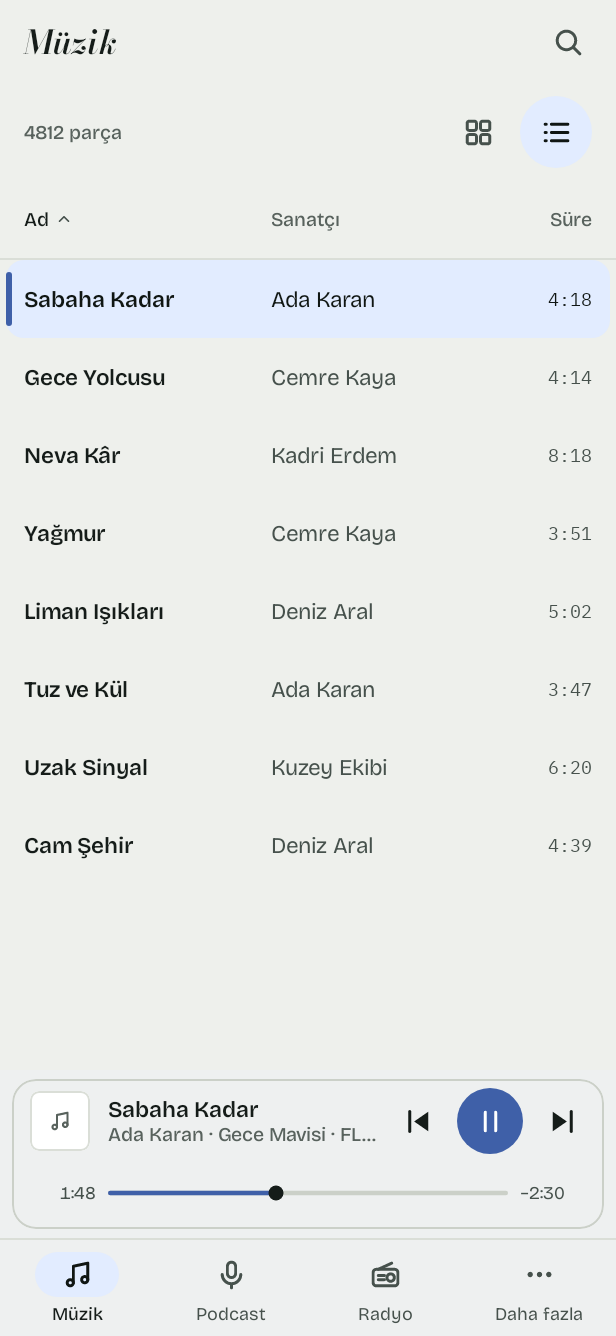 Müzik
4812 parça
Ad Sanatçı Süre
Sabaha Kadar Ada Karan 4:18
Gece Yolcusu Cemre Kaya 4:14
Neva Kâr Kadri Erdem 8:18
Yağmur Cemre Kaya 3:51
Liman Işıkları Deniz Aral 5:02
Tuz ve Kül Ada Karan 3:47
Uzak Sinyal Kuzey Ekibi 6:20
Cam Şehir Deniz Aral 4:39
Sabaha Kadar
Ada Karan · Gece Mavisi · FL...
1:48 -2:30
Müzik Podcast Radyo Daha fazla